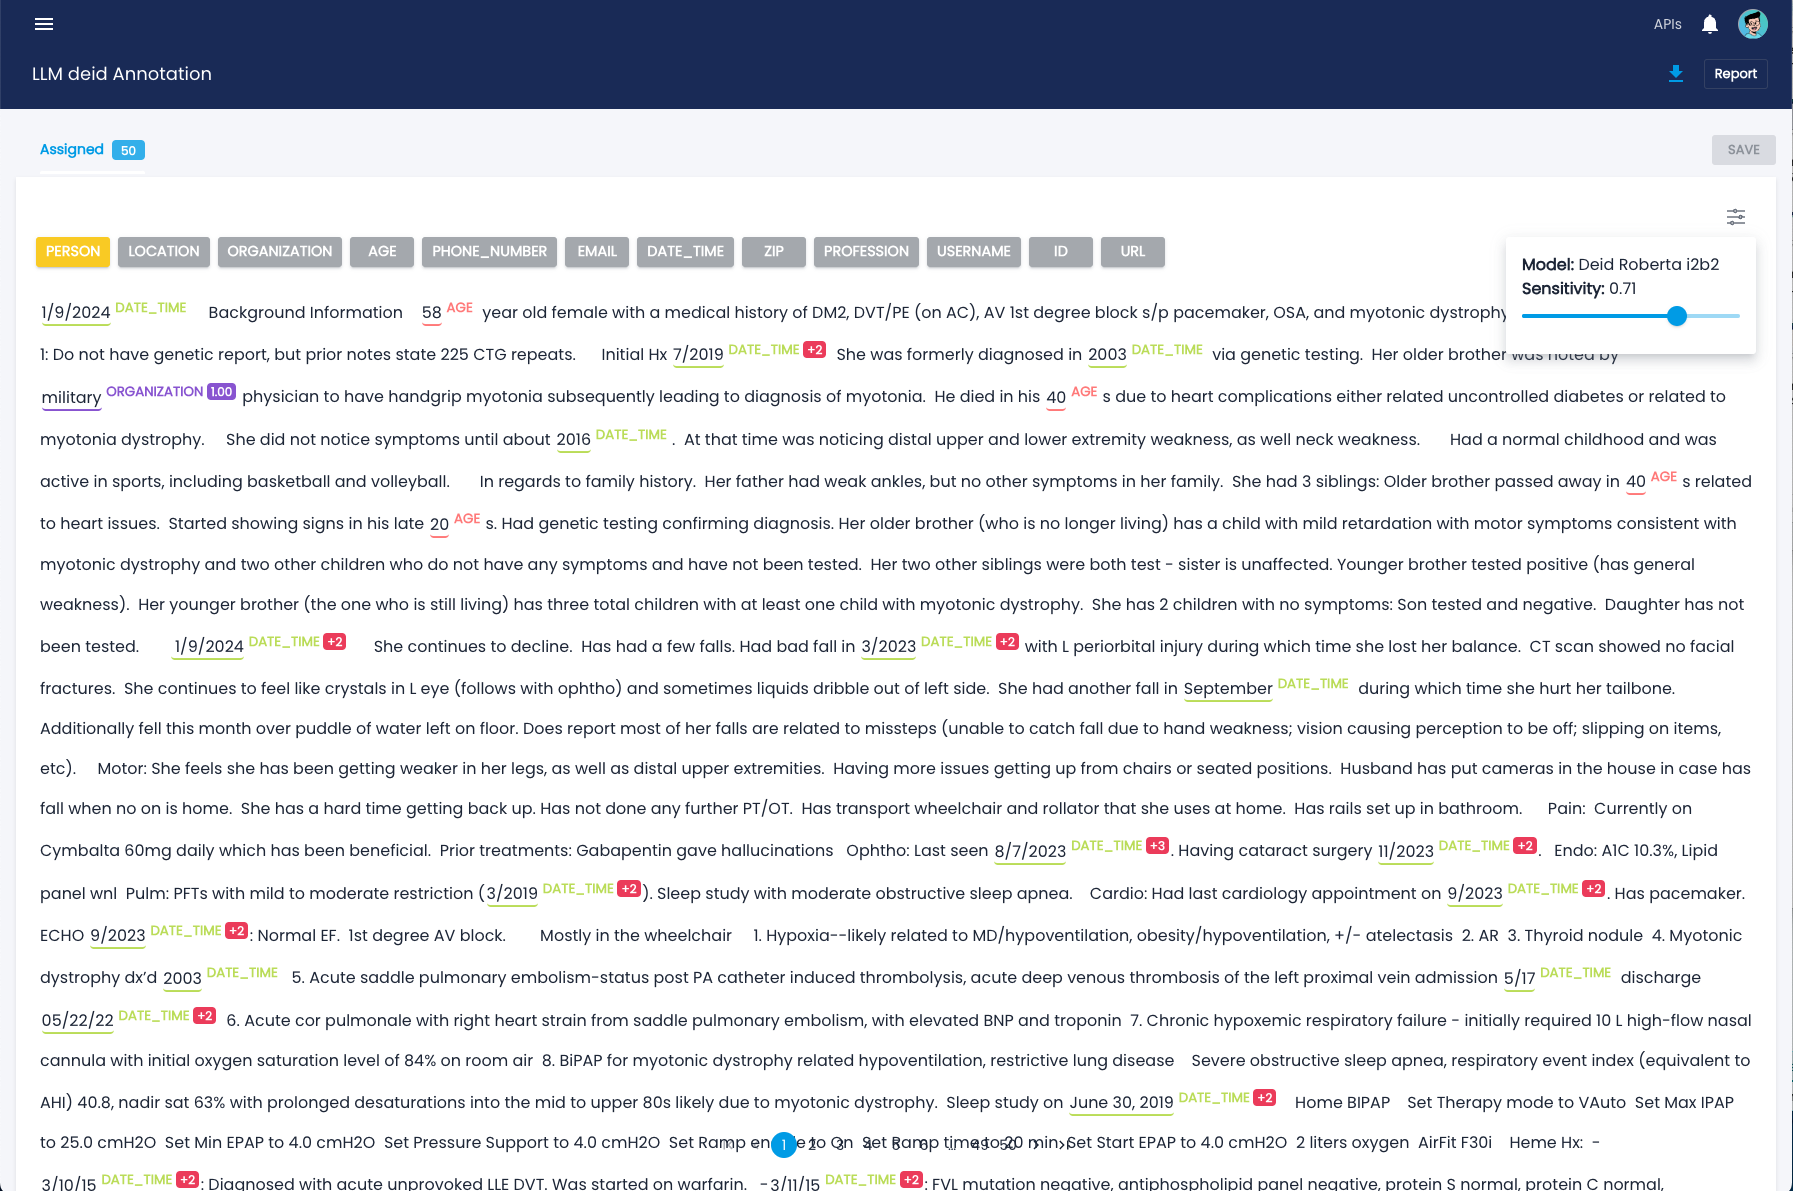 APIs
LLM deid Annotation
Report
Assigned 50
SAVE
PERSON LOCATION ORGANIZATION AGE PHONE_NUMBER EMAIL DATE_TIME ZIP PROFESSION USERNAME ID URL
Model: Deid Roberta i2b2
Sensitivity: 0.71
1/9/2024 DATE_TIME Background Information 58 AGE year old female with a medical history of DM2, DVT/PE (on AC), AV 1st degree block s/p pacemaker, OSA, and myotonic dystrophy
1: Do not have genetic report, but prior notes state 225 CTG repeats. Initial Hx 7/2019 DATE_TIME +2 She was formerly diagnosed in 2003 DATE_TIME via genetic testing. Her older brother was noted by
military ORGANIZATION 1.00 physician to have handgrip myotonia subsequently leading to diagnosis of myotonia. He died in his 40 AGE s due to heart complications either related uncontrolled diabetes or related to
myotonia dystrophy. She did not notice symptoms until about 2016 DATE_TIME . At that time was noticing distal upper and lower extremity weakness, as well neck weakness. Had a normal childhood and was
active in sports, including basketball and volleyball. In regards to family history. Her father had weak ankles, but no other symptoms in her family. She had 3 siblings: Older brother passed away in 40 AGE s related
to heart issues. Started showing signs in his late 20 AGE s. Had genetic testing confirming diagnosis. Her older brother (who is no longer living) has a child with mild retardation with motor symptoms consistent with
myotonic dystrophy and two other children who do not have any symptoms and have not been tested. Her two other siblings were both test - sister is unaffected. Younger brother tested positive (has general
weakness). Her younger brother (the one who is still living) has three total children with at least one child with myotonic dystrophy. She has 2 children with no symptoms: Son tested and negative. Daughter has not
been tested. 1/9/2024 DATE_TIME +2 She continues to decline. Has had a few falls. Had bad fall in 3/2023 DATE_TIME +2 with L periorbital injury during which time she lost her balance. CT scan showed no facial
fractures. She continues to feel like crystals in L eye (follows with ophtho) and sometimes liquids dribble out of left side. She had another fall in September DATE_TIME during which time she hurt her tailbone.
Additionally fell this month over puddle of water left on floor. Does report most of her falls are related to missteps (unable to catch fall due to hand weakness; vision causing perception to be off; slipping on items,
etc). Motor: She feels she has been getting weaker in her legs, as well as distal upper extremities. Having more issues getting up from chairs or seated positions. Husband has put cameras in the house in case has
fall when no on is home. She has a hard time getting back up. Has not done any further PT/OT. Has transport wheelchair and rollator that she uses at home. Has rails set up in bathroom. Pain: Currently on
Cymbalta 60mg daily which has been beneficial. Prior treatments: Gabapentin gave hallucinations Ophtho: Last seen 8/7/2023 DATE_TIME +3 . Having cataract surgery 11/2023 DATE_TIME +2 . Endo: A1C 10.3%, Lipid
panel wnl Pulm: PFTs with mild to moderate restriction ( 3/2019 DATE_TIME +2 ). Sleep study with moderate obstructive sleep apnea. Cardio: Had last cardiology appointment on 9/2023 DATE_TIME +2 . Has pacemaker.
ECHO 9/2023 DATE_TIME +2 : Normal EF. 1st degree AV block. Mostly in the wheelchair 1. Hypoxia--likely related to MD/hypoventilation, obesity/hypoventilation, +/- atelectasis 2. AR 3. Thyroid nodule 4. Myotonic
dystrophy dx’d 2003 DATE_TIME 5. Acute saddle pulmonary embolism-status post PA catheter induced thrombolysis, acute deep venous thrombosis of the left proximal vein admission 5/17 DATE_TIME discharge
05/22/22 DATE_TIME +2 6. Acute cor pulmonale with right heart strain from saddle pulmonary embolism, with elevated BNP and troponin 7. Chronic hypoxemic respiratory failure - initially required 10 L high-flow nasal
cannula with initial oxygen saturation level of 84% on room air 8. BiPAP for myotonic dystrophy related hypoventilation, restrictive lung disease Severe obstructive sleep apnea, respiratory event index (equivalent to
AHI) 40.8, nadir sat 63% with prolonged desaturations into the mid to upper 80s likely due to myotonic dystrophy. Sleep study on June 30, 2019 DATE_TIME +2 Home BIPAP Set Therapy mode to VAuto Set Max IPAP
to 25.0 cmH2O Set Min EPAP to 4.0 cmH2O Set Pressure Support to 4.0 cmH2O Set Ramp to On Set Ramp time to 20 min Set Start EPAP to 4.0 cmH2O 2 liters oxygen AirFit F30i Heme Hx: -
1 2 3 4 5 6 ... 49 50
3/10/15 DATE_TIME +2 : Diagnosed with acute unprovoked LLE DVT. Was started on warfarin. - 3/11/15 DATE_TIME +2 : FVL mutation negative, antiphospholipid panel negative, protein S normal, protein C normal,